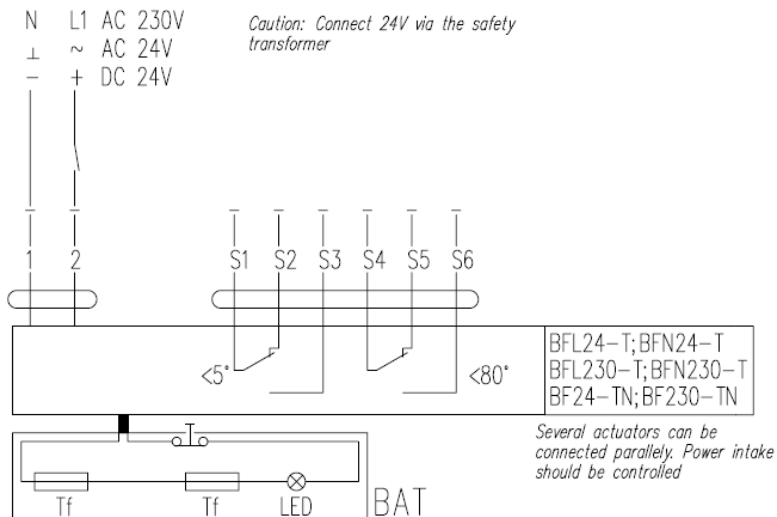 N L1 AC 230V
⊥ ~ AC 24V
− + DC 24V
Caution: Connect 24V via the safety
transformer
1 2 S1 S2 S3 S4 S5 S6
<5° <80°
BFL24-T;BFN24-T
BFL230-T;BFN230-T
BF24-TN;BF230-TN
Several actuators can be
connected parallely. Power intake
should be controlled
Tf Tf LED BAT